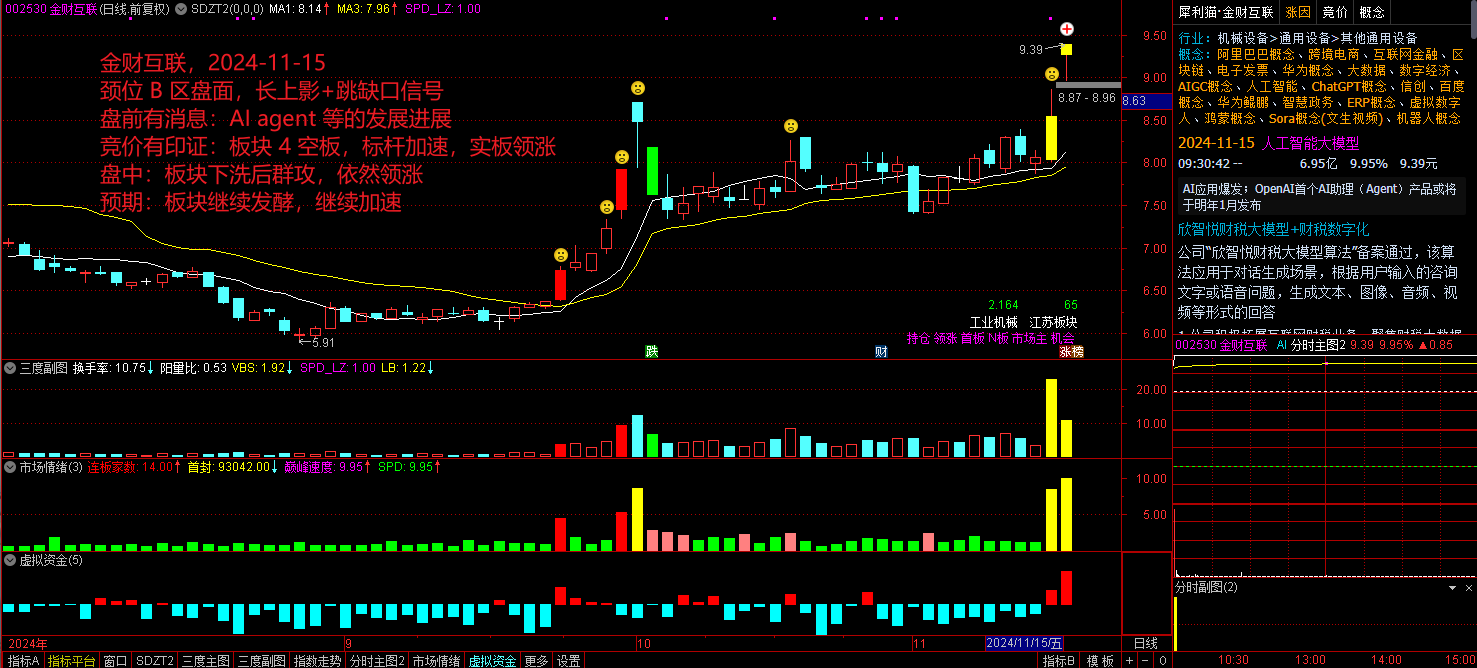 002530 金财互联(日线.前复权) SDZT2(0,0,0) MA1: 8.14↑ MA3: 7.96↑ SPD_LZ: 1.00
金财互联，2024-11-15
颈位 B 区盘面，长上影+跳缺口信号
盘前有消息：AI agent 等的发展进展
竞价有印证：板块 4 空板，标杆加速，实板领涨
盘中：板块下洗后群攻，依然领涨
预期：板块继续发酵，继续加速
9.39
8.87 - 8.96
5.91
2.164 65
工业机械 江苏板块
持仓 领涨 首板 N板 市场主 机会
跌 财 涨榜
9.50
9.00
8.63
8.50
8.00
7.50
7.00
6.50
6.00
三度副图 换手率: 10.75↓ 阳量比: 0.53 VBS: 1.92↓ SPD_LZ: 1.00 LB: 1.22↓
20.00
10.00
市场情绪(3) 连板家数: 14.00↑ 首封: 93042.00↓ 巅峰速度: 9.95↑ SPD: 9.95↑
10.00
5.00
虚拟资金(5)
2024年 9 10 11 2024/11/15/五 日线
指标A 指标平台 窗口 SDZT2 三度主图 三度副图 指数走势 分时主图2 市场情绪 虚拟资金 更多 设置 指标B 模板 + - 0
犀利猫·金财互联 涨因 竞价 概念
行业：机械设备>通用设备>其他通用设备
概念：阿里巴巴概念、跨境电商、互联网金融、区
块链、电子发票、华为概念、大数据、数字经济、
AIGC概念、人工智能、ChatGPT概念、信创、百度
概念、华为鲲鹏、智慧政务、ERP概念、虚拟数字
人、鸿蒙概念、Sora概念(文生视频)、机器人概念
2024-11-15 人工智能大模型
09:30:42 -- 6.95亿 9.95% 9.39元
AI应用爆发；OpenAI首个AI助理（Agent）产品或将
于明年1月发布
欣智悦财税大模型+财税数字化
公司“欣智悦财税大模型算法”备案通过，该算
法应用于对话生成场景，根据用户输入的咨询
文字或语音问题，生成文本、图像、音频、视
频等形式的回答
002530 金财互联 AI 分时主图2 9.39 9.95% ▲0.85
分时副图(2)
10:30 13:00 14:00 15:00